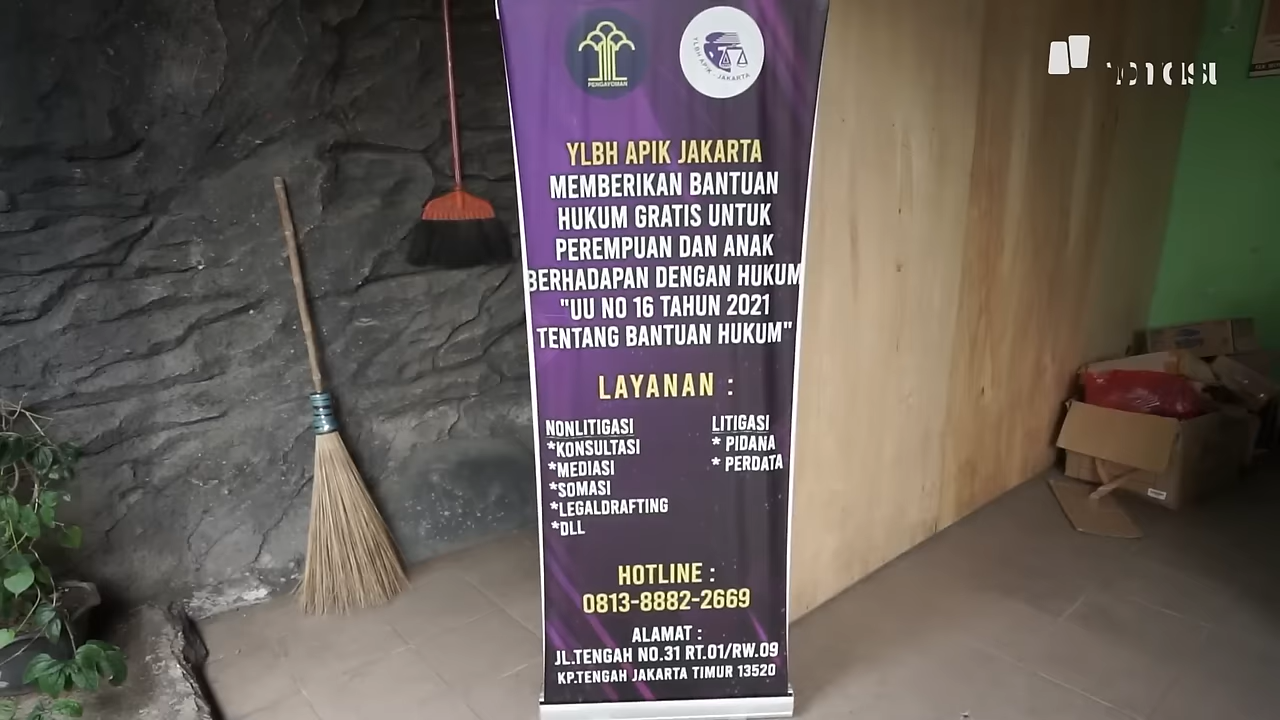 PENGAYOMAN
YLBH APIK - JAKARTA
YLBH APIK JAKARTA
MEMBERIKAN BANTUAN
HUKUM GRATIS UNTUK
PEREMPUAN DAN ANAK
BERHADAPAN DENGAN HUKUM
"UU NO 16 TAHUN 2021
TENTANG BANTUAN HUKUM"
LAYANAN :
NONLITIGASI
*KONSULTASI
*MEDIASI
*SOMASI
*LEGALDRAFTING
*DLL
LITIGASI
* PIDANA
* PERDATA
HOTLINE :
0813-8882-2669
ALAMAT :
JL.TENGAH NO.31 RT.01/RW.09
KP.TENGAH JAKARTA TIMUR 13520